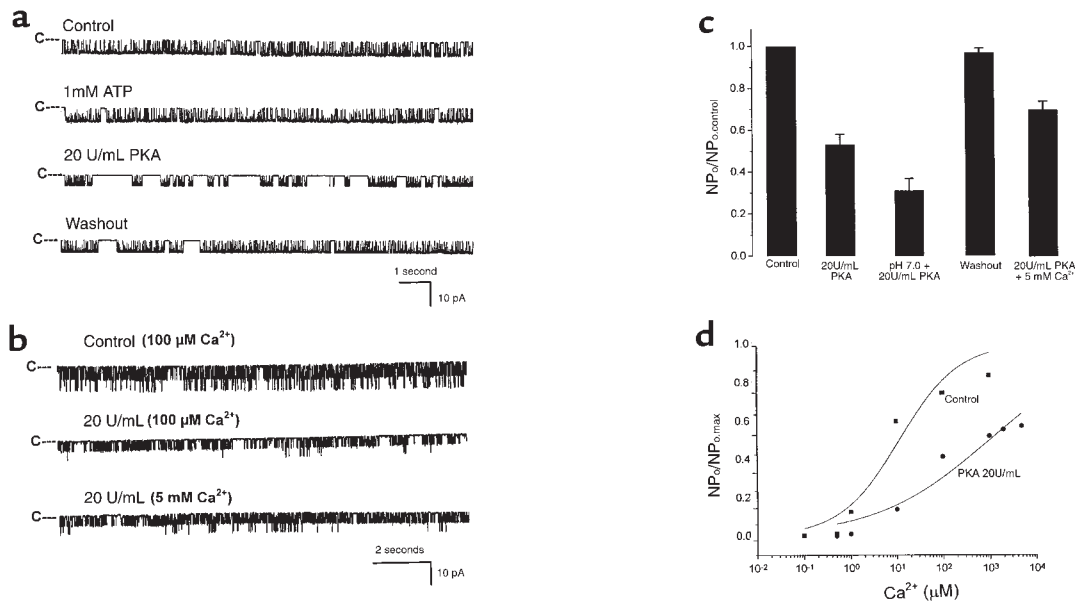 a
Control
C
1mM ATP
C
20 U/mL PKA
C
Washout
C
1 second
10 pA
b
Control (100 µM Ca²⁺)
C
20 U/mL (100 µM Ca²⁺)
C
20 U/mL (5 mM Ca²⁺)
C
2 seconds
10 pA
c
NPo/NPo.control
1.0
0.8
0.6
0.4
0.2
0.0
Control
20U/mL
PKA
pH 7.0 +
20U/mL PKA
Washout
20U/mL PKA
+ 5 mM Ca²⁺
d
NPo/NPo.max
1.0
0.8
0.6
0.4
0.2
0.0
Control
PKA 20U/mL
10⁻²
10⁻¹
10⁰
10¹
10²
10³
10⁴
Ca²⁺ (µM)